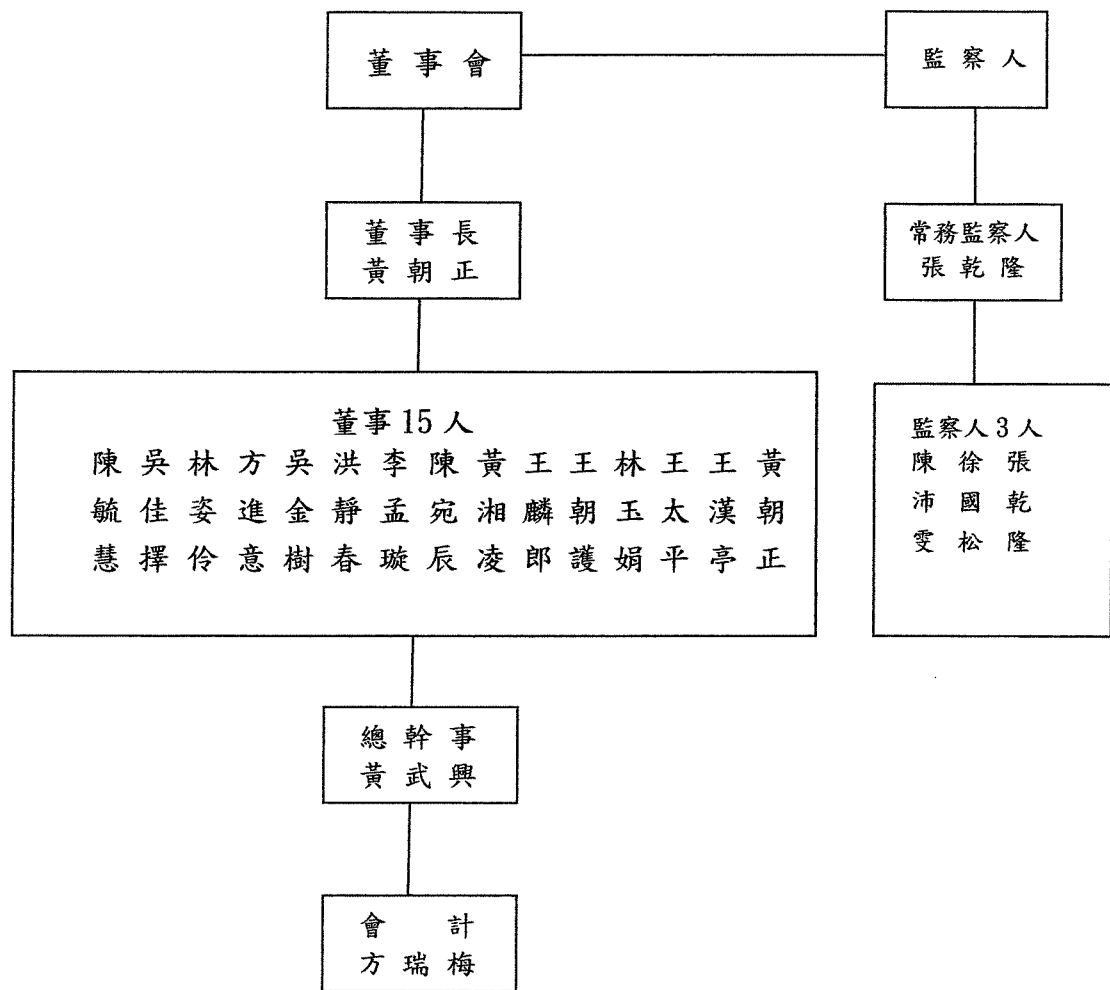 董事會
監察人
董事長
黃朝正
常務監察人
張乾隆
董事15人
黃朝正
王漢亭
王太平
林玉娟
王朝護
王麟郎
黃湘凌
陳宛辰
李孟璇
洪靜春
吳金樹
方進意
林姿伶
吳佳擇
陳毓慧
監察人3人
張乾隆
徐國松
陳沛雯
總幹事
黃武興
會計
方瑞梅